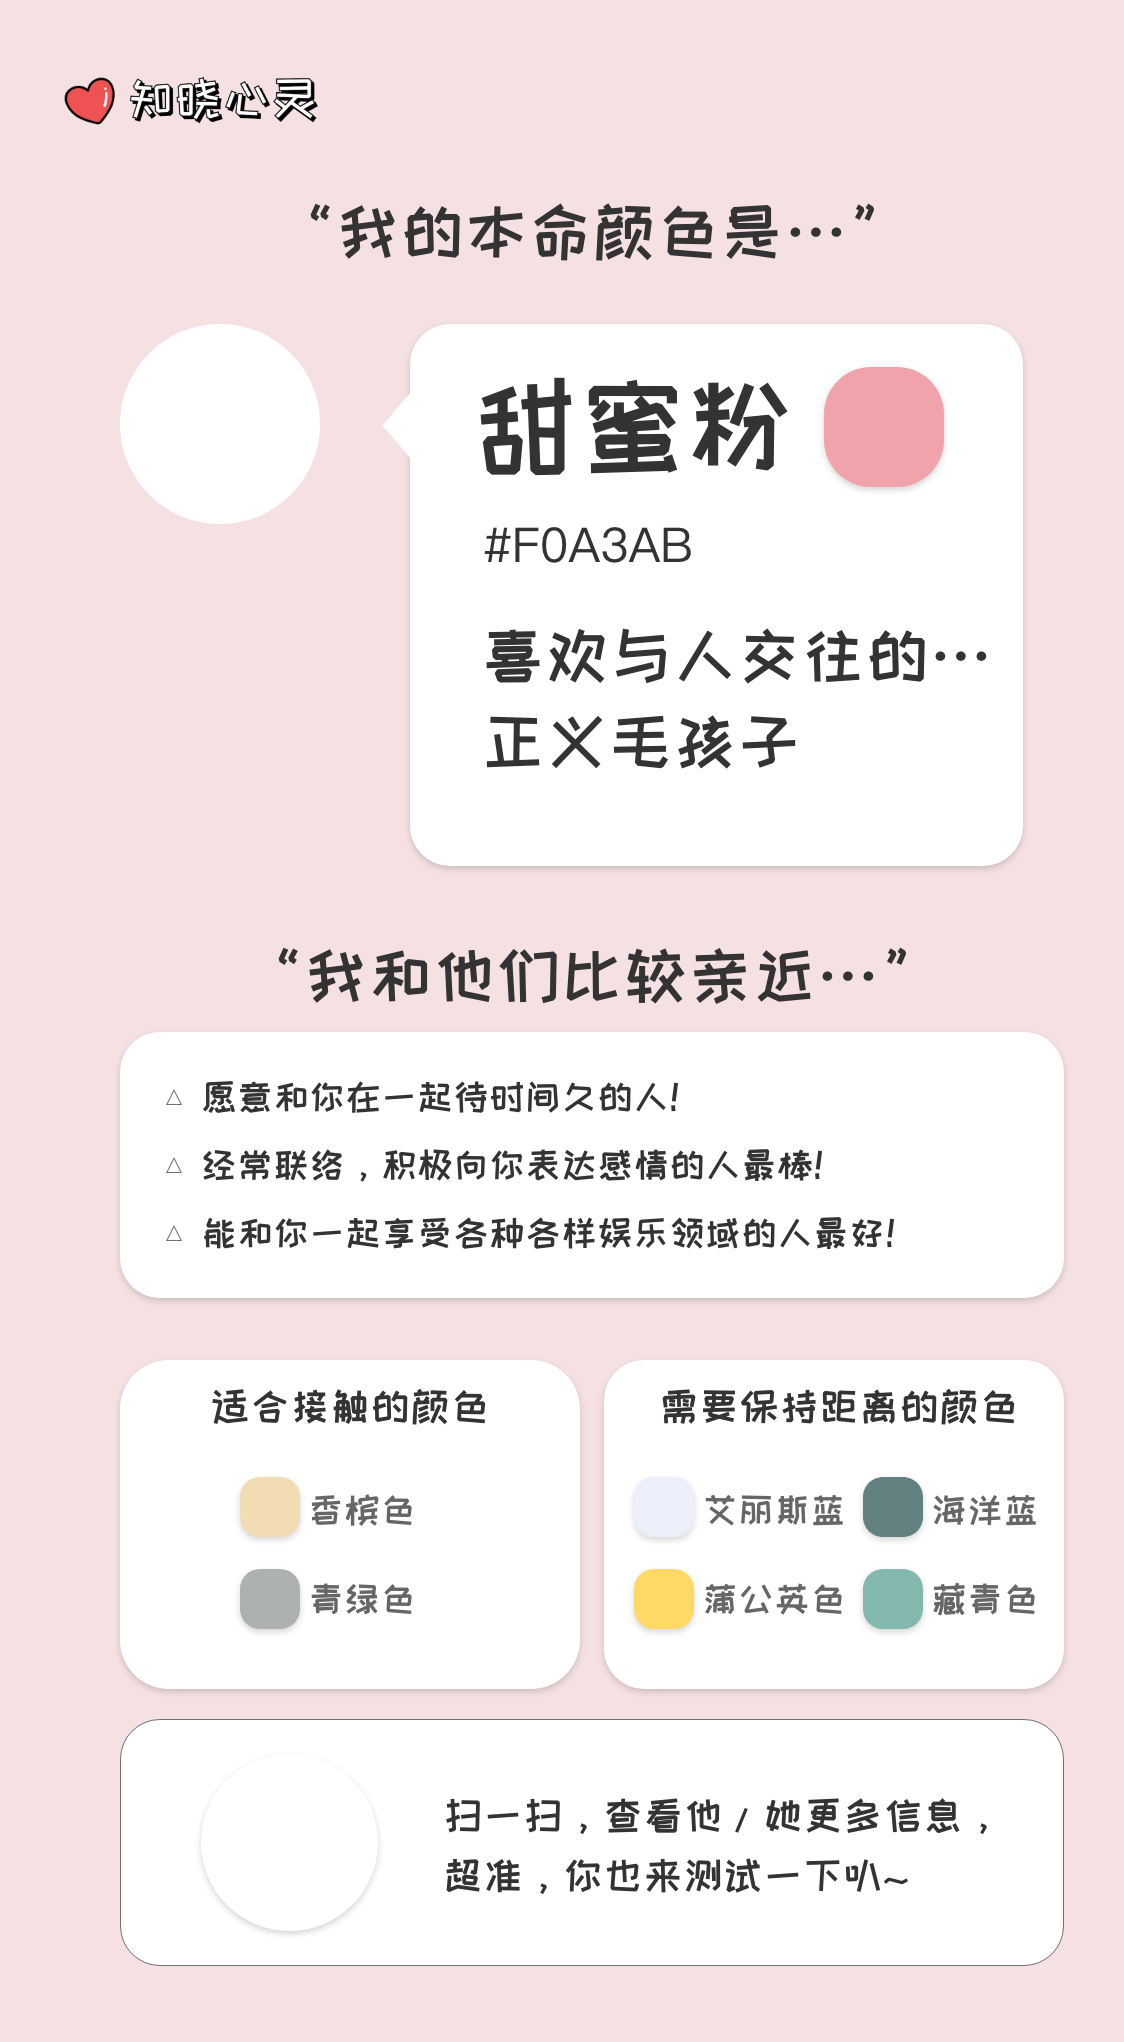 知晓心灵
“我的本命颜色是…”
甜蜜粉
#F0A3AB
喜欢与人交往的…
正义毛孩子
“我和他们比较亲近…”
△ 愿意和你在一起待时间久的人!
△ 经常联络，积极向你表达感情的人最棒!
△ 能和你一起享受各种各样娱乐领域的人最好!
适合接触的颜色
香槟色
青绿色
需要保持距离的颜色
艾丽斯蓝 海洋蓝
蒲公英色 藏青色
扫一扫，查看他/她更多信息，
超准，你也来测试一下叭~